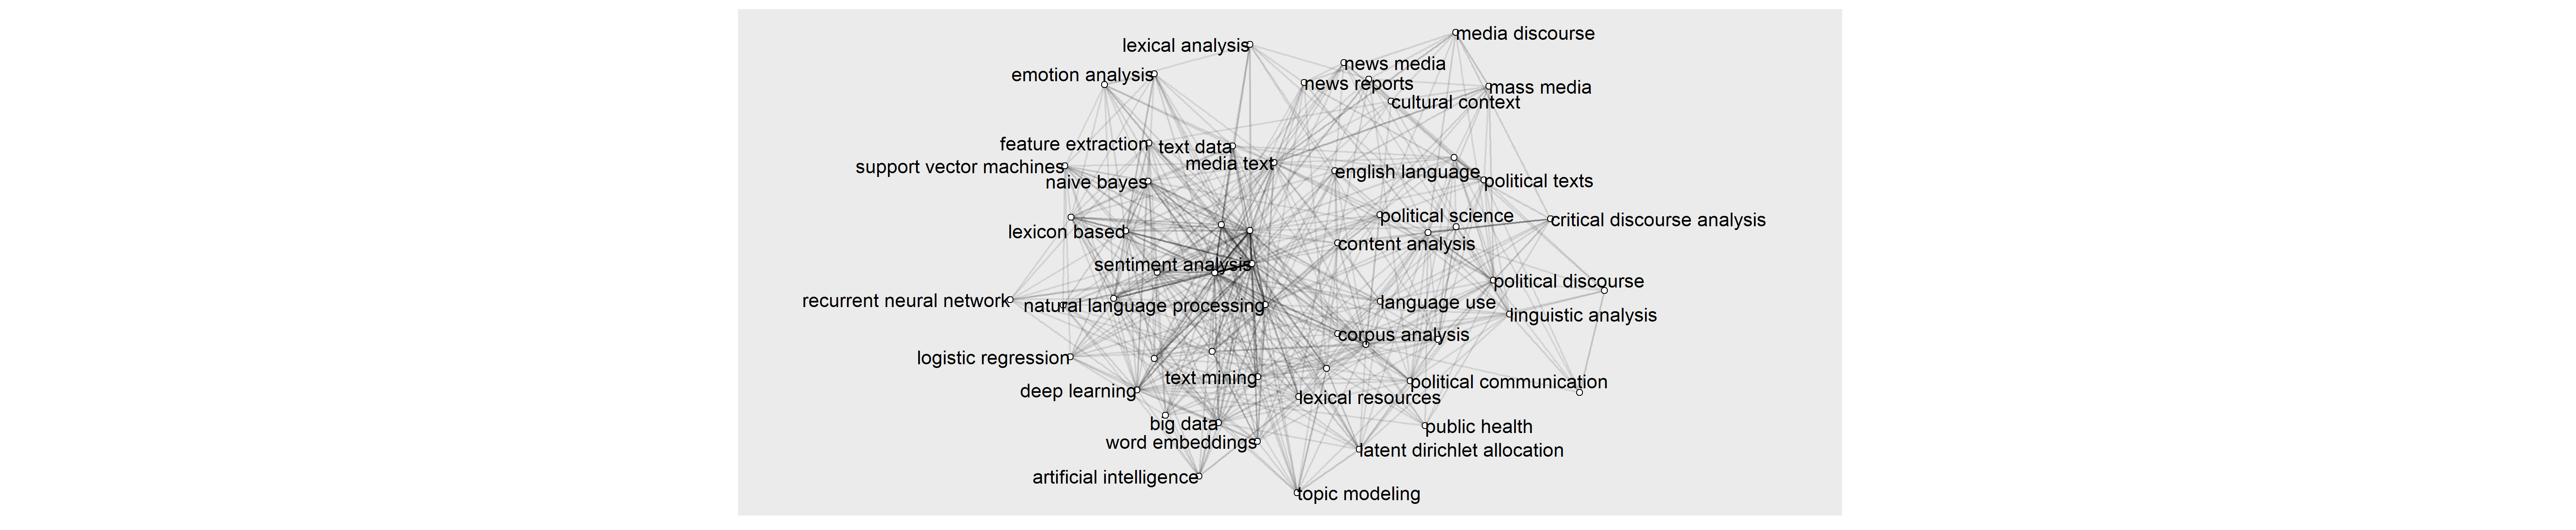 media discourse
lexical analysis
news media
emotion analysis
news reports
mass media
cultural context
feature extraction
text data
media text
support vector machines
english language
naive bayes
political texts
political science
critical discourse analysis
lexicon based
content analysis
sentiment analysis
political discourse
recurrent neural network
natural language processing
language use
linguistic analysis
corpus analysis
logistic regression
text mining
political communication
deep learning
lexical resources
big data
public health
word embeddings
latent dirichlet allocation
artificial intelligence
topic modeling